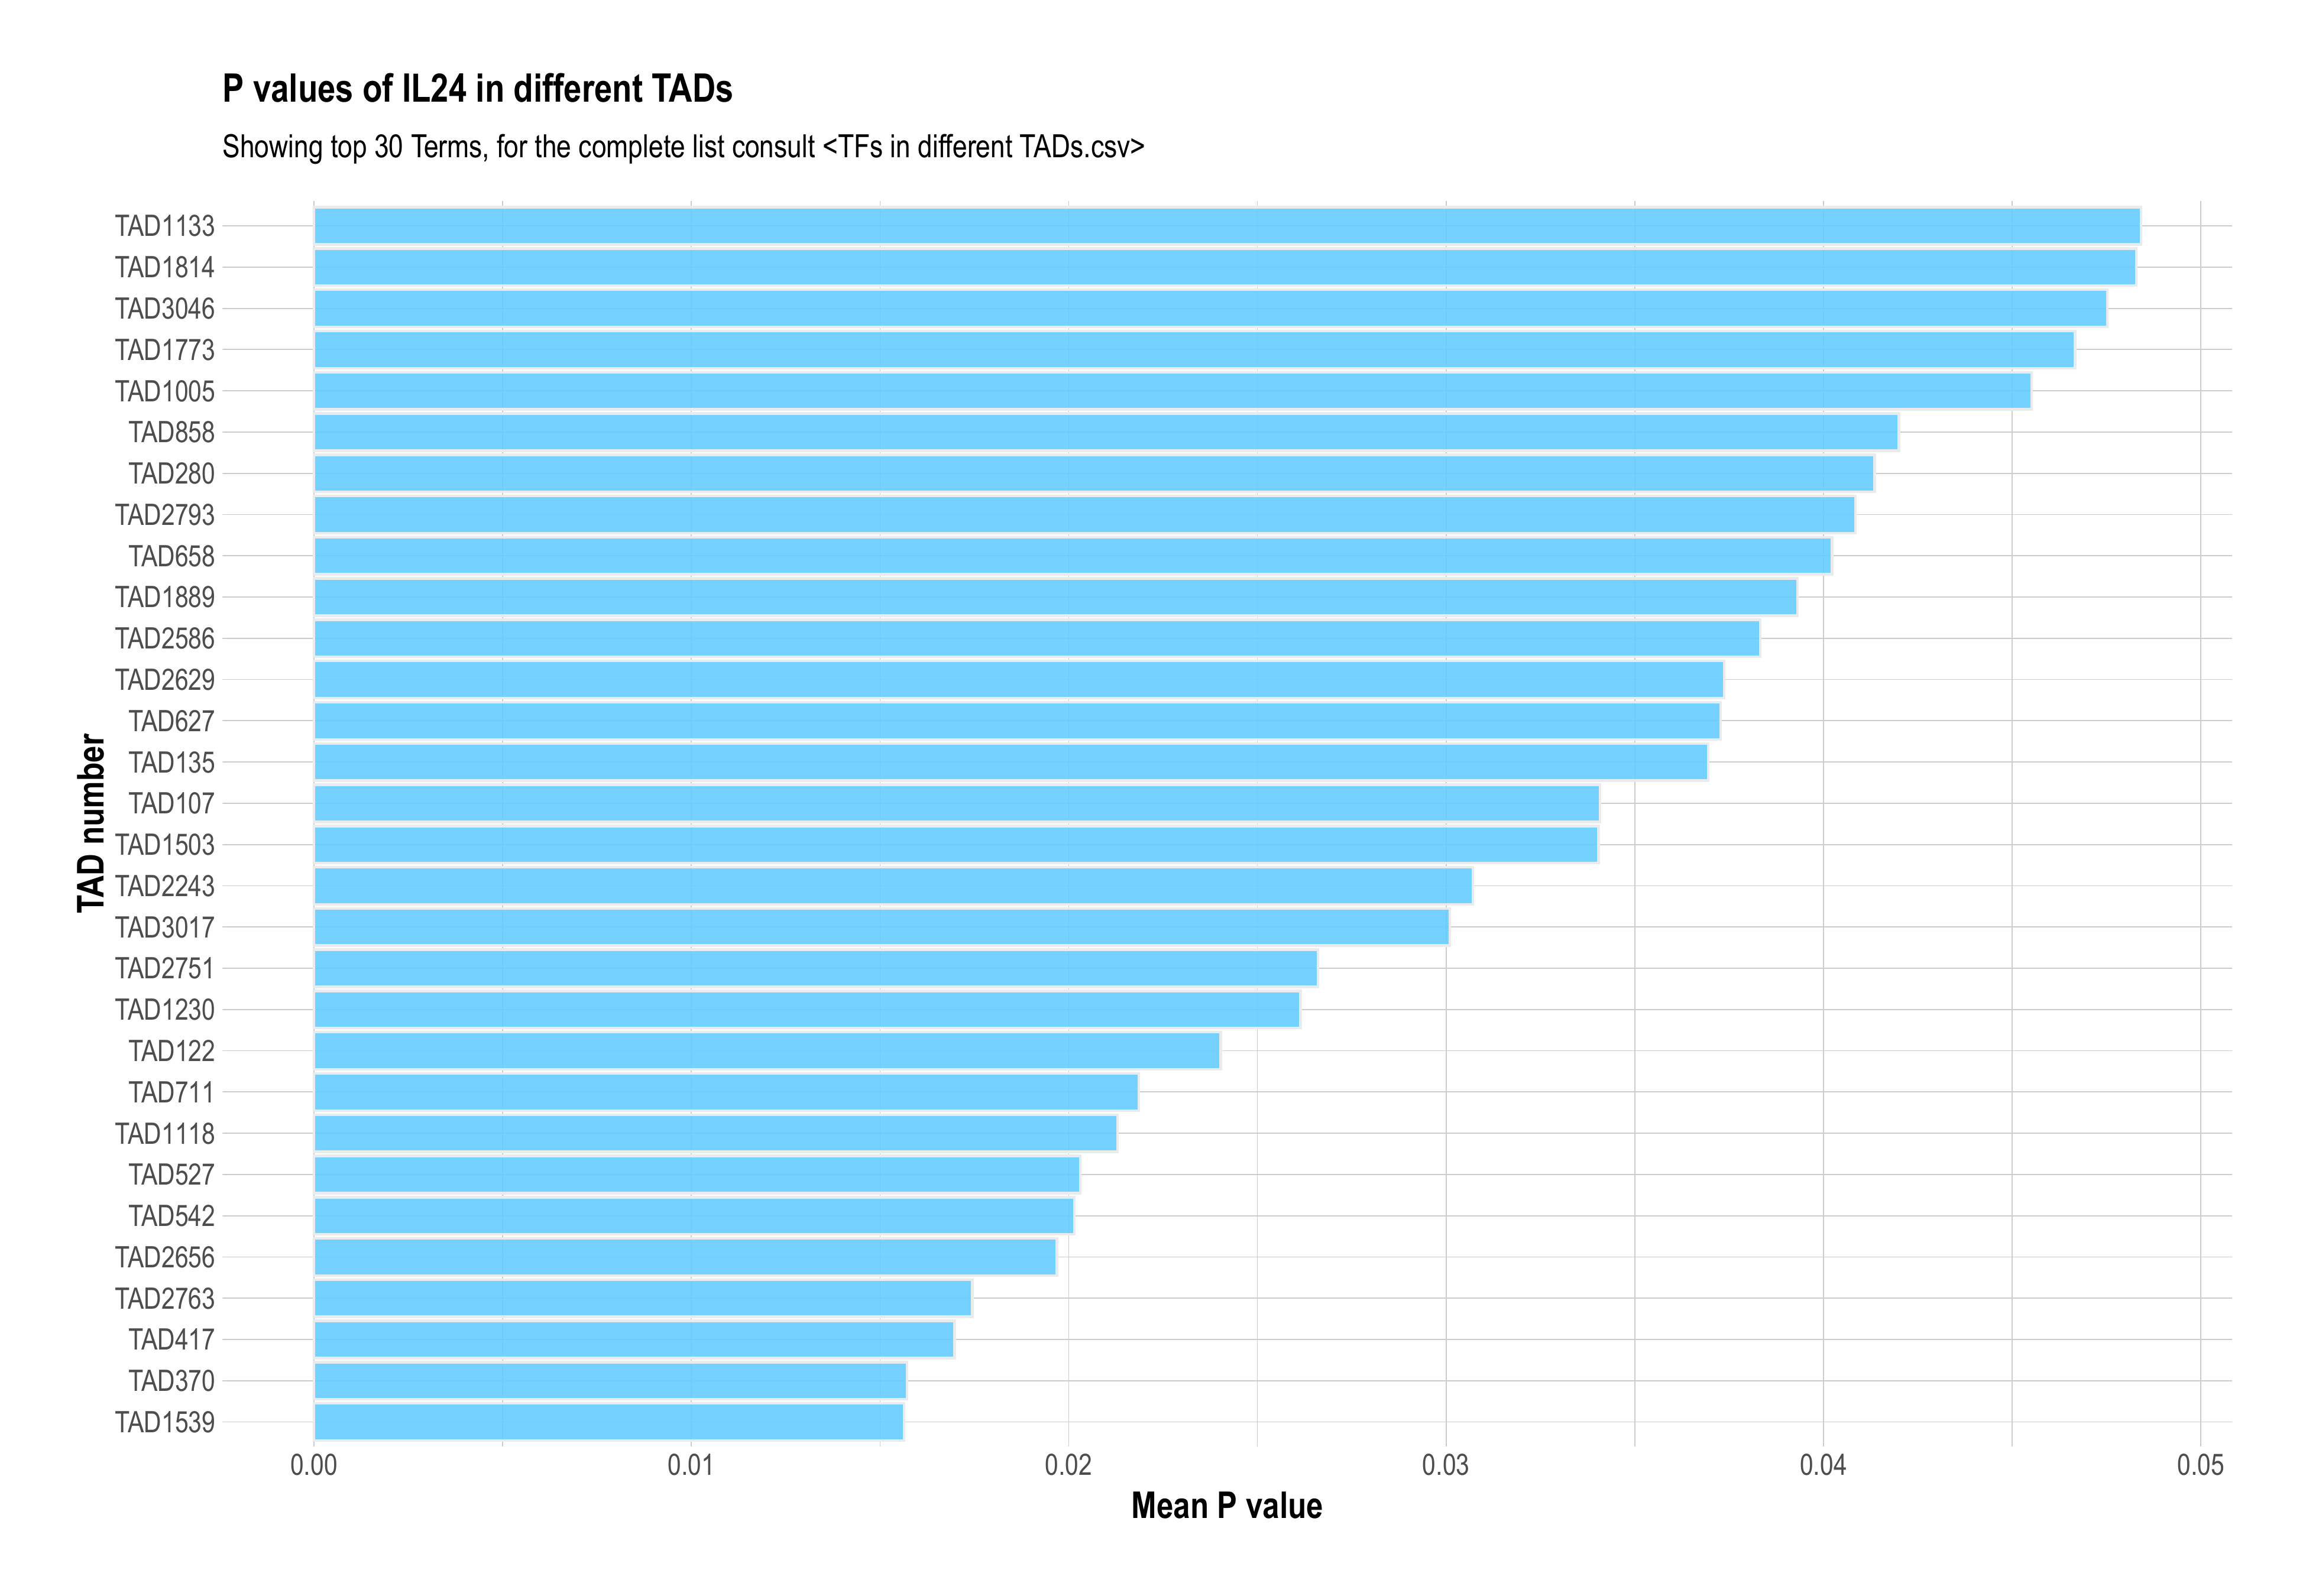 P values of IL24 in different TADs
Showing top 30 Terms, for the complete list consult <TFs in different TADs.csv>
TAD number
TAD1133
TAD1814
TAD3046
TAD1773
TAD1005
TAD858
TAD280
TAD2793
TAD658
TAD1889
TAD2586
TAD2629
TAD627
TAD135
TAD107
TAD1503
TAD2243
TAD3017
TAD2751
TAD1230
TAD122
TAD711
TAD1118
TAD527
TAD542
TAD2656
TAD2763
TAD417
TAD370
TAD1539
0.00 0.01 0.02 0.03 0.04 0.05
Mean P value